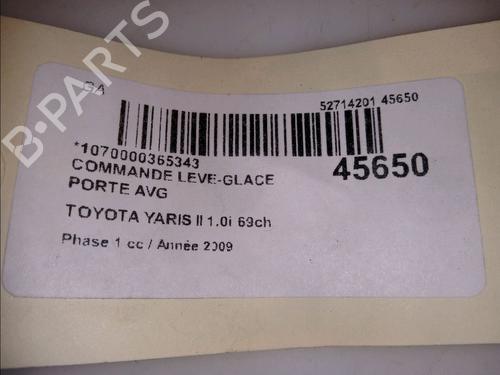 GA
52714201 45650
*1070000365343
45650
COMMANDE LEVE-GLACE
PORTE AVG
TOYOTA YARIS II 1.0i 69ch
Phase 1 cc / Année 2009
B-PARTS